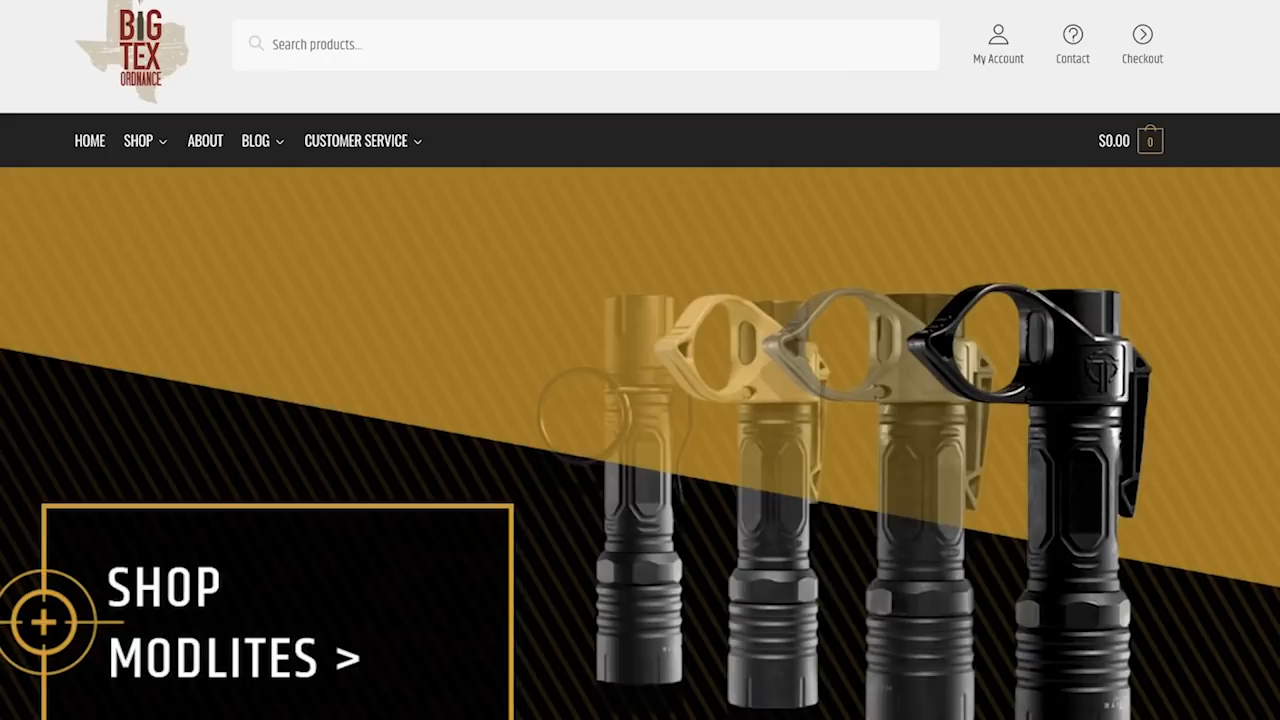 BIG
TEX
ORDNANCE
Search products...
My Account
Contact
Checkout
HOME
SHOP
ABOUT
BLOG
CUSTOMER SERVICE
$0.00
0
SHOP
MODLITES >